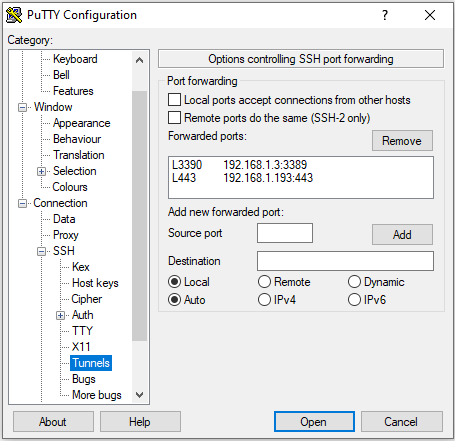 PuTTY Configuration
?
Category:
Keyboard
Bell
Features
Window
Appearance
Behaviour
Translation
Selection
Colours
Connection
Data
Proxy
SSH
Kex
Host keys
Cipher
Auth
TTY
X11
Tunnels
Bugs
More bugs
Options controlling SSH port forwarding
Port forwarding
Local ports accept connections from other hosts
Remote ports do the same (SSH-2 only)
Forwarded ports:
Remove
L3390 192.168.1.3:3389
L443 192.168.1.193:443
Add new forwarded port:
Source port
Add
Destination
Local Remote Dynamic
Auto IPv4 IPv6
About Help Open Cancel